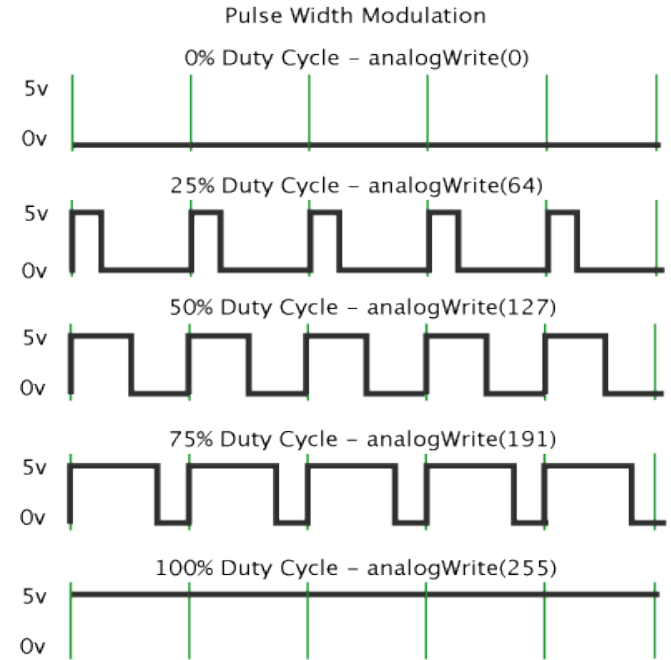 Pulse Width Modulation
0% Duty Cycle – analogWrite(0)
5v
0v
25% Duty Cycle – analogWrite(64)
5v
0v
50% Duty Cycle – analogWrite(127)
5v
0v
75% Duty Cycle – analogWrite(191)
5v
0v
100% Duty Cycle – analogWrite(255)
5v
0v